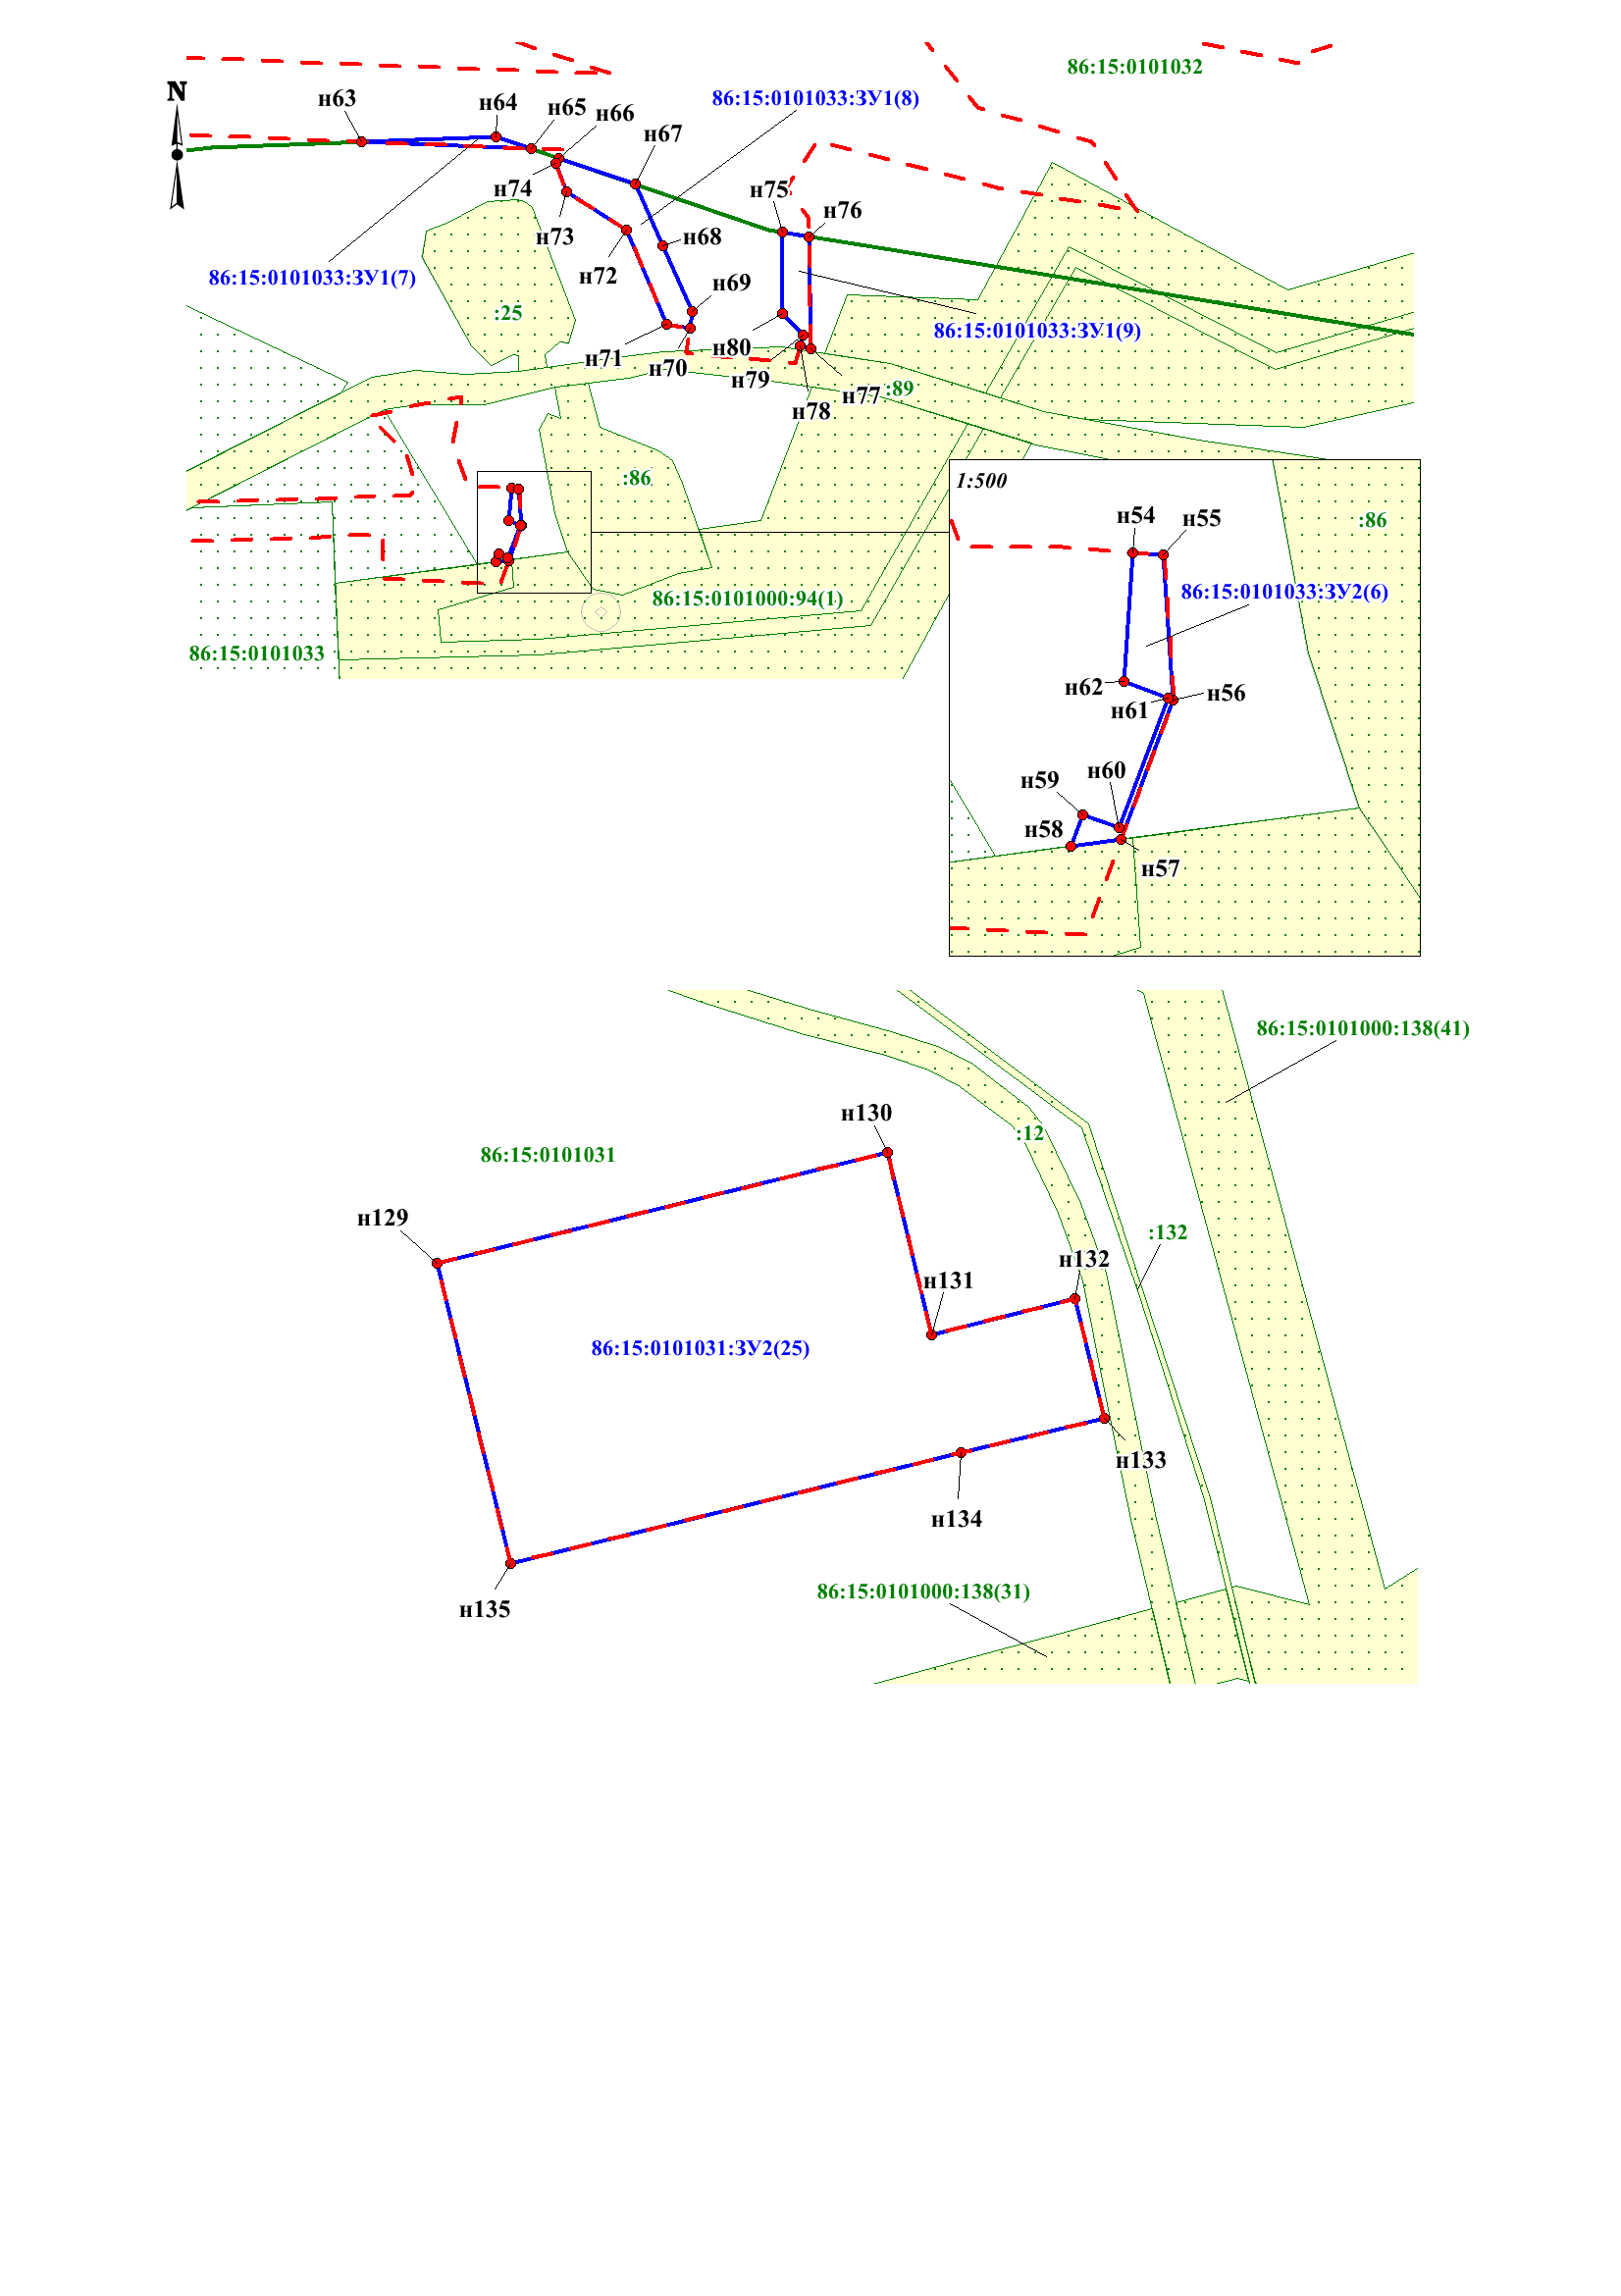 86:15:0101032
N
86:15:0101033:ЗУ1(8)
н63
н64
н65
н66
н67
н74
н75
н76
н73
н68
н72
86:15:0101033:ЗУ1(7)
н69
:25
86:15:0101033:ЗУ1(9)
н80
н71
н70
н79
н77
:89
н78
:86
1:500
н54
н55
:86
86:15:0101033:ЗУ2(6)
86:15:0101000:94(1)
86:15:0101033
н62
н56
н61
н60
н59
н58
н57
86:15:0101000:138(41)
н130
:12
86:15:0101031
н129
:132
н132
н131
86:15:0101031:ЗУ2(25)
н133
н134
86:15:0101000:138(31)
н135